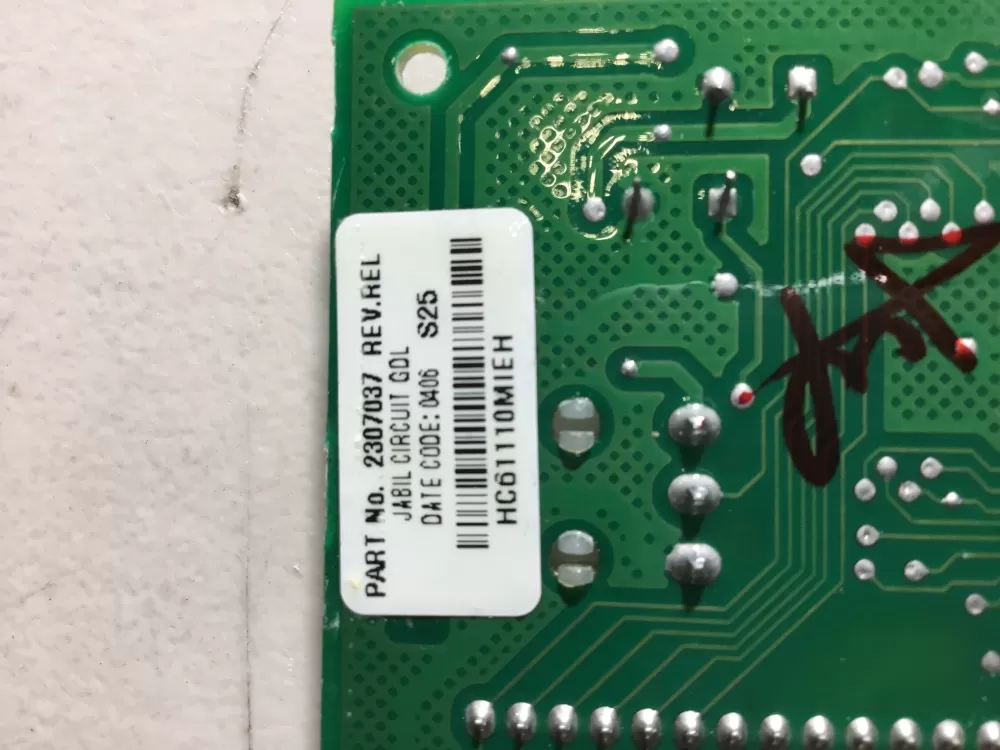 PART No. 2307037 REV.REL
JABIL CIRCUIT GDL
DATE CODE: 0406 S25
HC61110MIEH